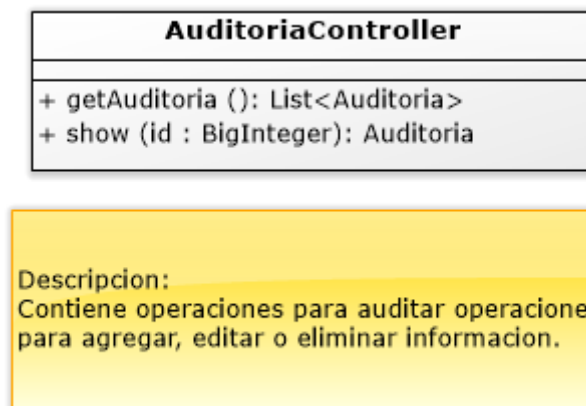 AuditoriaController
+ getAuditoria (): List<Auditoria>
+ show (id : BigInteger): Auditoria
Descripcion:
Contiene operaciones para auditar operacione
para agregar, editar o eliminar informacion.